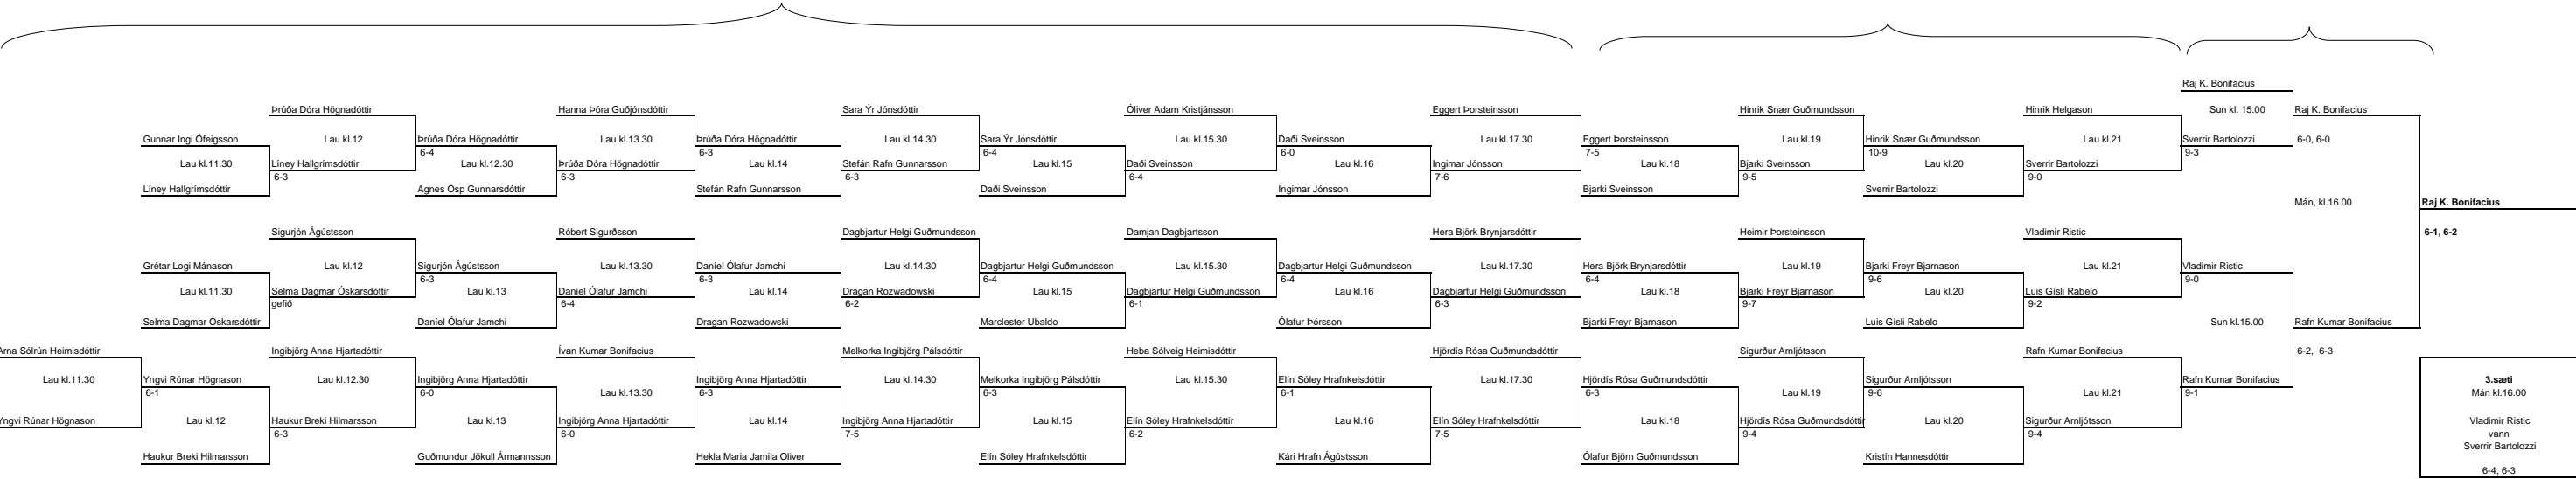 Raj K. Bonifacius
Þrúða Dóra Högnadóttir
Hanna Þóra Guðjónsdóttir
Sara Ýr Jónsdóttir
Óliver Adam Kristjánsson
Eggert Þorsteinsson
Hinrik Snær Guðmundsson
Hinrik Helgason
Sun kl. 15.00
Raj K. Bonifacius
Gunnar Ingi Ófeigsson
Lau kl.12
Þrúða Dóra Högnadóttir
Lau kl.13.30
Þrúða Dóra Högnadóttir
Lau kl.14.30
Sara Ýr Jónsdóttir
Lau kl.15.30
Daði Sveinsson
Lau kl.17.30
Eggert Þorsteinsson
Lau kl.19
Hinrik Snær Guðmundsson
Lau kl.21
Sverrir Bartolozzi
6-0, 6-0
6-4
6-3
6-4
6-0
7-5
10-9
9-3
Lau kl.11.30
Líney Hallgrímsdóttir
Lau kl.12.30
Þrúða Dóra Högnadóttir
Lau kl.14
Stefán Rafn Gunnarsson
Lau kl.15
Daði Sveinsson
Lau kl.16
Ingimar Jónsson
Lau kl.18
Bjarki Sveinsson
Lau kl.20
Sverrir Bartolozzi
6-3
6-3
6-3
6-4
7-6
9-5
9-0
Líney Hallgrímsdóttir
Agnes Ösp Gunnarsdóttir
Stefán Rafn Gunnarsson
Daði Sveinsson
Ingimar Jónsson
Bjarki Sveinsson
Sverrir Bartolozzi
Mán, kl.16.00
Raj K. Bonifacius
Sigurjón Ágústsson
Róbert Sigurðsson
Dagbjartur Helgi Guðmundsson
Damjan Dagbjartsson
Hera Björk Brynjarsdóttir
Heimir Þorsteinsson
Vladimir Ristic
6-1, 6-2
Grétar Logi Mánason
Lau kl.12
Sigurjón Ágústsson
Lau kl.13.30
Daníel Ólafur Jamchi
Lau kl.14.30
Dagbjartur Helgi Guðmundsson
Lau kl.15.30
Dagbjartur Helgi Guðmundsson
Lau kl.17.30
Hera Björk Brynjarsdóttir
Lau kl.19
Bjarki Freyr Bjarnason
Lau kl.21
Vladimir Ristic
6-3
6-3
6-4
6-4
6-4
9-6
9-0
Lau kl.11.30
Selma Dagmar Óskarsdóttir
Lau kl.13
Daníel Ólafur Jamchi
Lau kl.14
Dragan Rozwadowski
Lau kl.15
Dagbjartur Helgi Guðmundsson
Lau kl.16
Dagbjartur Helgi Guðmundsson
Lau kl.18
Bjarki Freyr Bjarnason
Lau kl.20
Luis Gísli Rabelo
gefið
6-4
6-2
6-1
6-3
9-7
9-2
Selma Dagmar Óskarsdóttir
Daníel Ólafur Jamchi
Dragan Rozwadowski
Marclester Ubaldo
Ólafur Þórsson
Bjarki Freyr Bjarnason
Luis Gísli Rabelo
Sun kl.15.00
Rafn Kumar Bonifacius
Arna Sólrún Heimisdóttir
Ingibjörg Anna Hjartadóttir
Ívan Kumar Bonifacius
Melkorka Ingibjörg Pálsdóttir
Heba Sólveig Heimisdóttir
Hjördís Rósa Guðmundsdóttir
Sigurður Arnljótsson
Rafn Kumar Bonifacius
6-2, 6-3
Lau kl.11.30
Yngvi Rúnar Högnason
Lau kl.12.30
Ingibjörg Anna Hjartadóttir
Lau kl.13.30
Ingibjörg Anna Hjartadóttir
Lau kl.14.30
Melkorka Ingibjörg Pálsdóttir
Lau kl.15.30
Elín Sóley Hrafnkelsdóttir
Lau kl.17.30
Hjördís Rósa Guðmundsdóttir
Lau kl.19
Sigurður Arnljótsson
Lau kl.21
Rafn Kumar Bonifacius
3.sæti
6-1
6-0
6-3
6-3
6-1
6-3
9-6
9-1
Mán kl.16.00
Yngvi Rúnar Högnason
Lau kl.12
Haukur Breki Hilmarsson
Lau kl.13
Ingibjörg Anna Hjartadóttir
Lau kl.14
Ingibjörg Anna Hjartadóttir
Lau kl.15
Elín Sóley Hrafnkelsdóttir
Lau kl.16
Elín Sóley Hrafnkelsdóttir
Lau kl.18
Hjördís Rósa Guðmundsdóttir
Lau kl.20
Sigurður Arnljótsson
Vladimir Ristic
6-3
6-0
7-5
6-2
7-5
9-4
9-4
vann
Sverrir Bartolozzi
Haukur Breki Hilmarsson
Guðmundur Jökull Ármannsson
Hekla Maria Jamila Oliver
Elín Sóley Hrafnkelsdóttir
Kári Hrafn Ágústsson
Ólafur Björn Guðmundsson
Kristín Hannesdóttir
6-4, 6-3